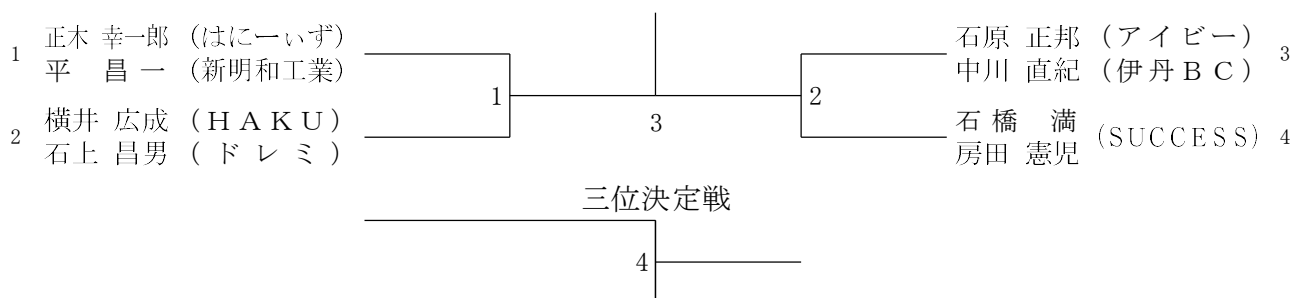 1 正木 幸一郎 (はにーぃず)
平 昌一 (新明和工業)
2 横井 広成 (HAKU)
石上 昌男 (ドレミ)
1
3
2
石原 正邦 (アイビー) 3
中川 直紀 (伊丹BC)
石橋 満 (SUCCESS) 4
房田 憲児
三位決定戦
4